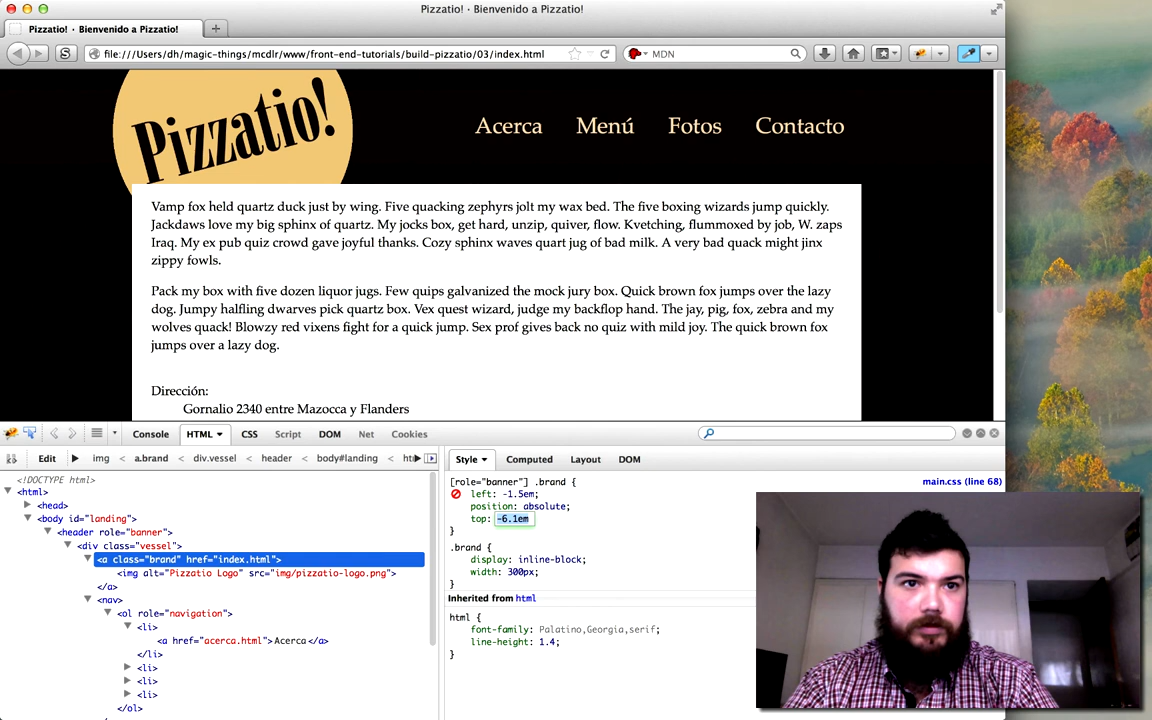 Pizzatio! · Bienvenido a Pizzatio!
Pizzatio! · Bienvenido a Pizzatio!
file:///Users/dh/magic-things/mcdlr/www/front-end-tutorials/build-pizzatio/03/index.html
MDN
Pizzatio!
Acerca Menú Fotos Contacto
Vamp fox held quartz duck just by wing. Five quacking zephyrs jolt my wax bed. The five boxing wizards jump quickly.
Jackdaws love my big sphinx of quartz. My jocks box, get hard, unzip, quiver, flow. Kvetching, flummoxed by job, W. zaps
Iraq. My ex pub quiz crowd gave joyful thanks. Cozy sphinx waves quart jug of bad milk. A very bad quack might jinx
zippy fowls.
Pack my box with five dozen liquor jugs. Few quips galvanized the mock jury box. Quick brown fox jumps over the lazy
dog. Jumpy halfling dwarves pick quartz box. Vex quest wizard, judge my backflop hand. The jay, pig, fox, zebra and my
wolves quack! Blowzy red vixens fight for a quick jump. Sex prof gives back no quiz with mild joy. The quick brown fox
jumps over a lazy dog.
Dirección:
Gornalio 2340 entre Mazocca y Flanders
Console HTML CSS Script DOM Net Cookies
Edit img < a.brand < div.vessel < header < body#landing < htı
Style Computed Layout DOM
<!DOCTYPE html>
<html>
<head>
<body id="landing">
<header role="banner">
<div class="vessel">
<a class="brand" href="index.html">
<img alt="Pizzatio Logo" src="img/pizzatio-logo.png">
</a>
<nav>
<ol role="navigation">
<li>
<a href="acerca.html">Acerca</a>
</li>
<li>
<li>
<li>
</ol>
[role="banner"] .brand {
main.css (line 68)
left: -1.5em;
position: absolute;
top: -6.1em
}
.brand {
display: inline-block;
width: 300px;
}
Inherited from html
html {
font-family: Palatino,Georgia,serif;
line-height: 1.4;
}